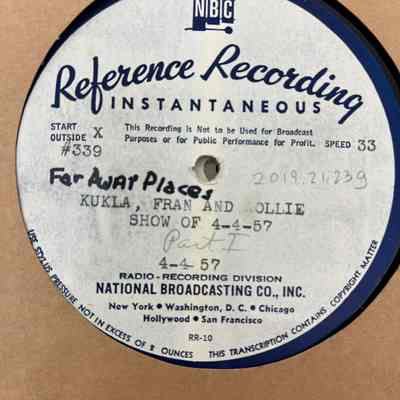 NBC
Reference Recording
INSTANTANEOUS
START
OUTSIDE X
#339
This Recording is Not to be Used for Broadcast
Purposes or for Public Performance for Profit.
SPEED 33
Far Away Places
2019.21.239
KUKLA, FRAN AND OLLIE
SHOW OF 4-4-57
Part I
4-4 57
RADIO-RECORDING DIVISION
NATIONAL BROADCASTING CO., INC.
New York • Washington, D. C. • Chicago
Hollywood • San Francisco
RR-10
USE STYLUS PRESSURE NOT IN EXCESS OF 2 OUNCES THIS TRANSCRIPTION CONTAINS COPYRIGHT MATTER